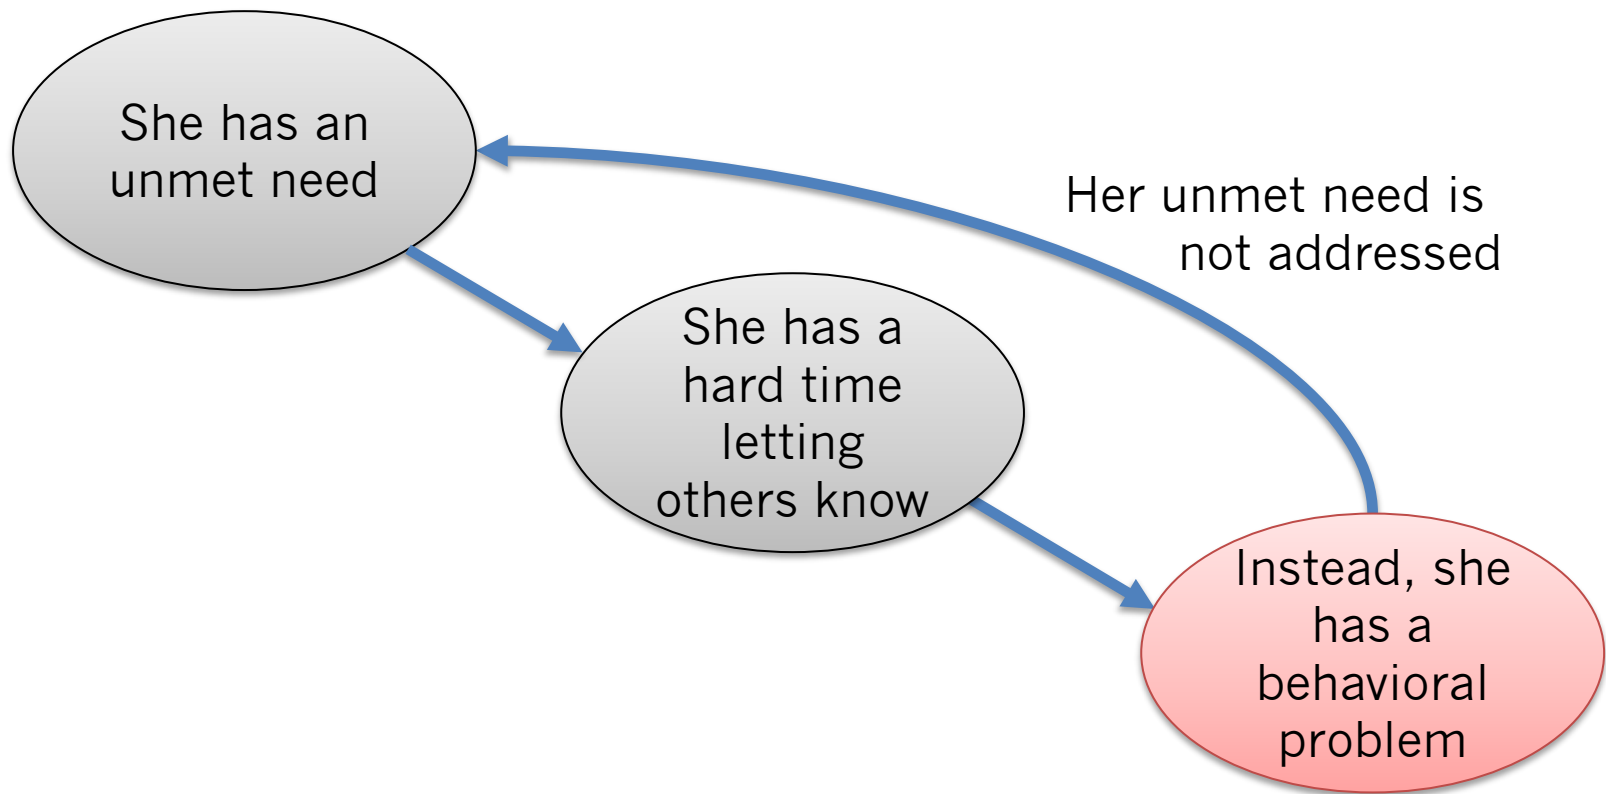 She has an
unmet need
Her unmet need is
not addressed
She has a
hard time
letting
others know
Instead, she
has a
behavioral
problem